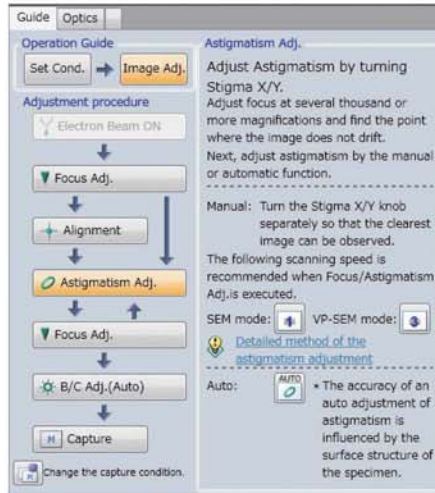 Guide Optics
Operation Guide
Set Cond. Image Adj.
Adjustment procedure
Electron Beam ON
Focus Adj.
Alignment
Astigmatism Adj.
Focus Adj.
B/C Adj.(Auto)
M Capture
Change the capture condition.
Astigmatism Adj.
Adjust Astigmatism by turning
Stigma X/Y.
Adjust focus at several thousand or
more magnifications and find the point
where the image does not drift.
Next, adjust astigmatism by the manual
or automatic function.
Manual: Turn the Stigma X/Y knob
separately so that the clearest
image can be observed.
The following scanning speed is
recommended when Focus/Astigmatism
Adj.is executed.
SEM mode: 4 VP-SEM mode: 3
Detailed method of the
astigmatism adjustment
Auto: AUTO * The accuracy of an
auto adjustment of
astigmatism is
influenced by the
surface structure of
the specimen.